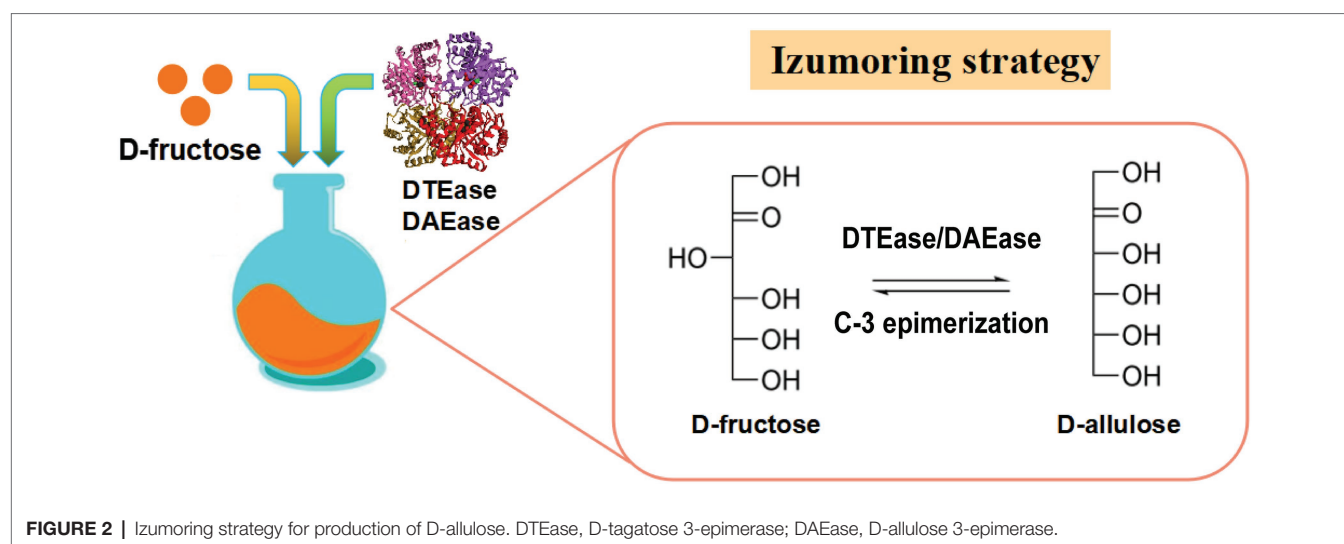 Izumoring strategy
D-fructose
DTEase
DAEase
OH
O
HO
OH
OH
OH
D-fructose
DTEase/DAEase
C-3 epimerization
OH
O
OH
OH
OH
OH
D-allulose
FIGURE 2 | Izumoring strategy for production of D-allulose. DTEase, D-tagatose 3-epimerase; DAEase, D-allulose 3-epimerase.